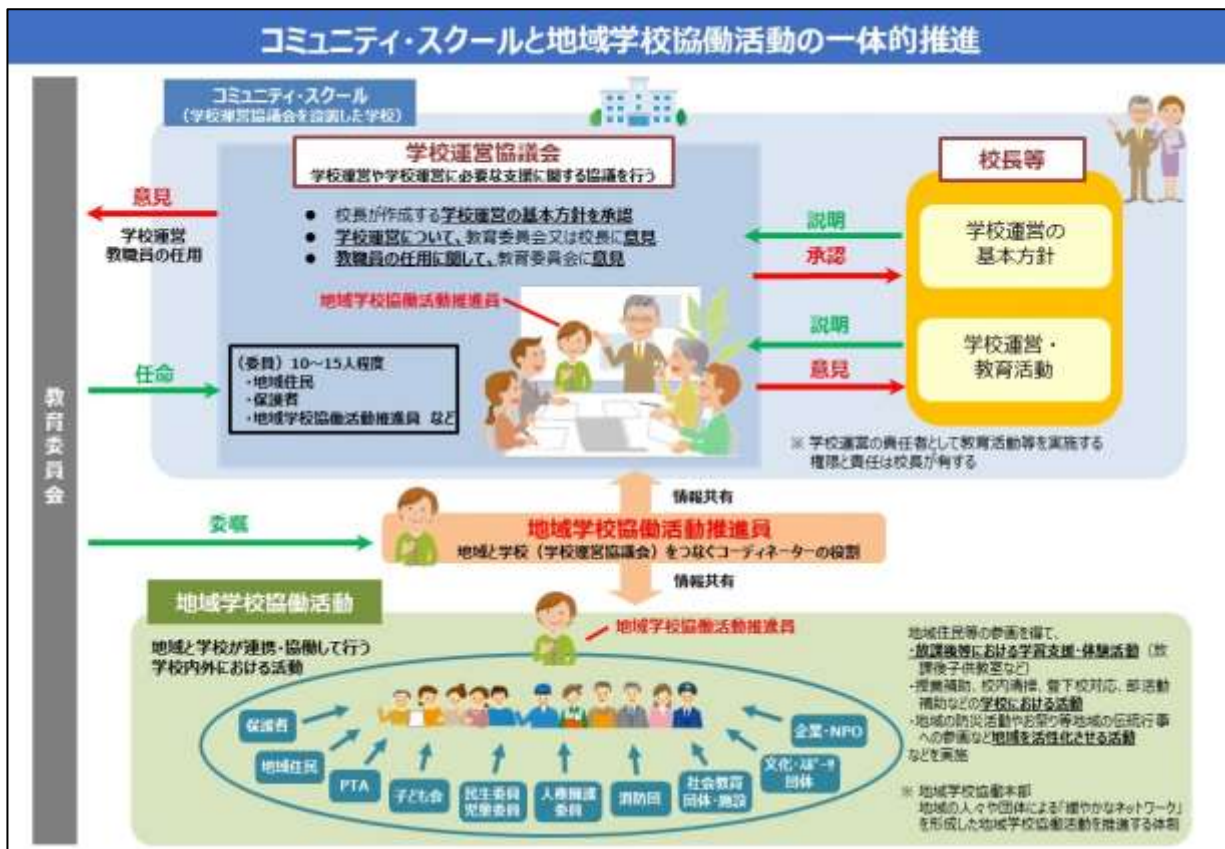 コミュニティ・スクールと地域学校協働活動の一体的推進
コミュニティ・スクール
(学校運営協議会を設置した学校)
学校運営協議会
学校運営や学校運営に必要な支援に関する協議を行う
● 校長が作成する学校運営の基本方針を承認
● 学校運営について、教育委員会又は校長に意見
● 教職員の任用に関して、教育委員会に意見
地域学校協働活動推進員
(委員)10～15人程度
・地域住民
・保護者
・地域学校協働活動推進員 など
意見
学校運営
教職員の任用
任命
教育委員会
校長等
学校運営の
基本方針
学校運営・
教育活動
説明
承認
説明
意見
※ 学校運営の責任者として教育活動等を実施する
権限と責任は校長が有する
情報共有
委嘱
地域学校協働活動推進員
地域と学校（学校運営協議会）をつなぐコーディネーターの役割
情報共有
地域学校協働活動
地域と学校が連携・協働して行う
学校内外における活動
地域学校協働活動推進員
保護者
地域住民
PTA
子ども会
民生委員
児童委員
人権擁護
委員
消防団
社会教育
団体・施設
文化・スポーツ
団体
企業・NPO
地域住民等の参画を得て、
・放課後等における学習支援・体験活動（放
課後子供教室など）
・授業補助、校内清掃、登下校対応、部活動
補助などの学校における活動
・地域の防災活動やお祭り等地域の伝統行事
への参画など地域を活性化させる活動
などを実施
※ 地域学校協働本部
地域の人々や団体による「緩やかなネットワーク」
を形成した地域学校協働活動を推進する体制